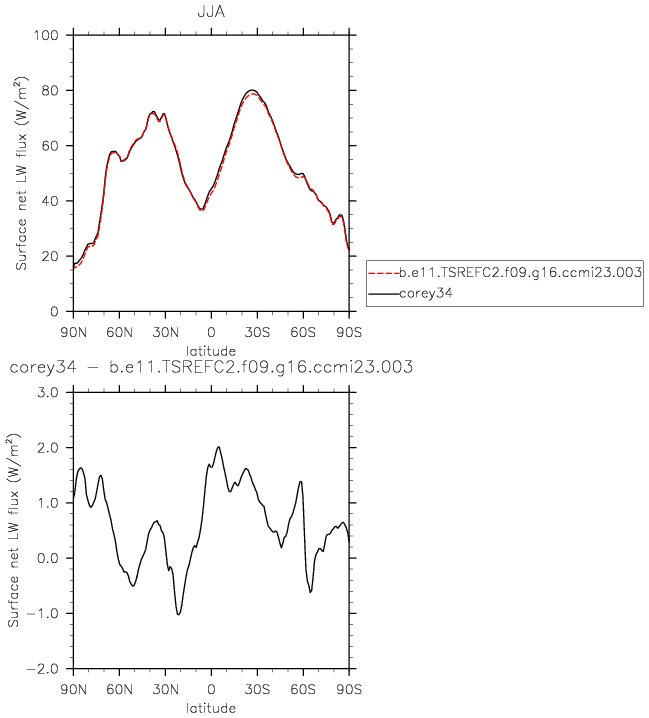 JJA
100
80
60
40
20
0
Surface net LW flux (W/m²)
90N 60N 30N 0 30S 60S 90S
latitude
b.e11.TSREFC2.f09.g16.ccmi23.003
corey34
corey34 − b.e11.TSREFC2.f09.g16.ccmi23.003
3.0
2.0
1.0
0.0
−1.0
−2.0
Surface net LW flux (W/m²)
90N 60N 30N 0 30S 60S 90S
latitude